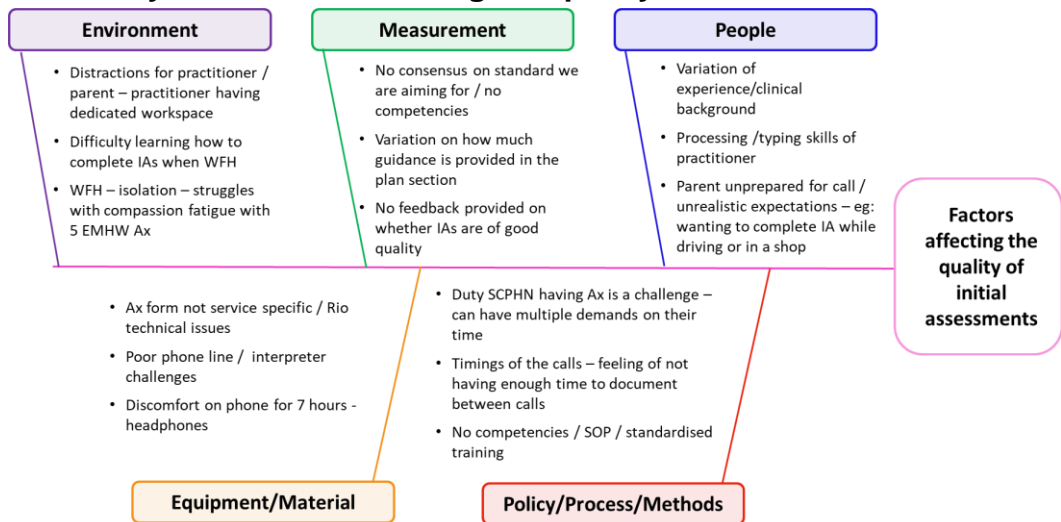 Environment
• Distractions for practitioner /
parent – practitioner having
dedicated workspace
• Difficulty learning how to
complete IAs when WFH
• WFH – isolation – struggles
with compassion fatigue with
5 EMHW Ax
Measurement
• No consensus on standard we
are aiming for / no
competencies
• Variation on how much
guidance is provided in the
plan section
• No feedback provided on
whether IAs are of good
quality
People
• Variation of
experience/clinical
background
• Processing /typing skills of
practitioner
• Parent unprepared for call /
unrealistic expectations – eg:
wanting to complete IA while
driving or in a shop
Factors
affecting the
quality of
initial
assessments
• Ax form not service specific / Rio
technical issues
• Poor phone line / interpreter
challenges
• Discomfort on phone for 7 hours -
headphones
Equipment/Material
• Duty SCPHN having Ax is a challenge –
can have multiple demands on their
time
• Timings of the calls – feeling of not
having enough time to document
between calls
• No competencies / SOP / standardised
training
Policy/Process/Methods